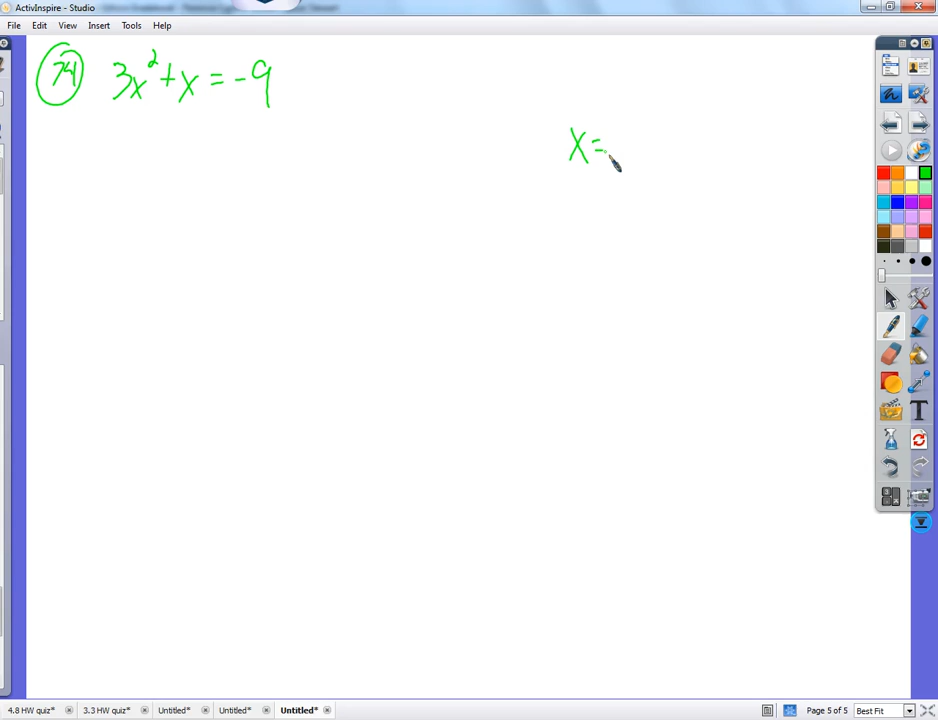 ActivInspire - Studio
File Edit View Insert Tools Help
74 3x² + x = -9
x =
4.8 HW quiz* 3.3 HW quiz* Untitled* Untitled* Untitled* Page 5 of 5 Best Fit